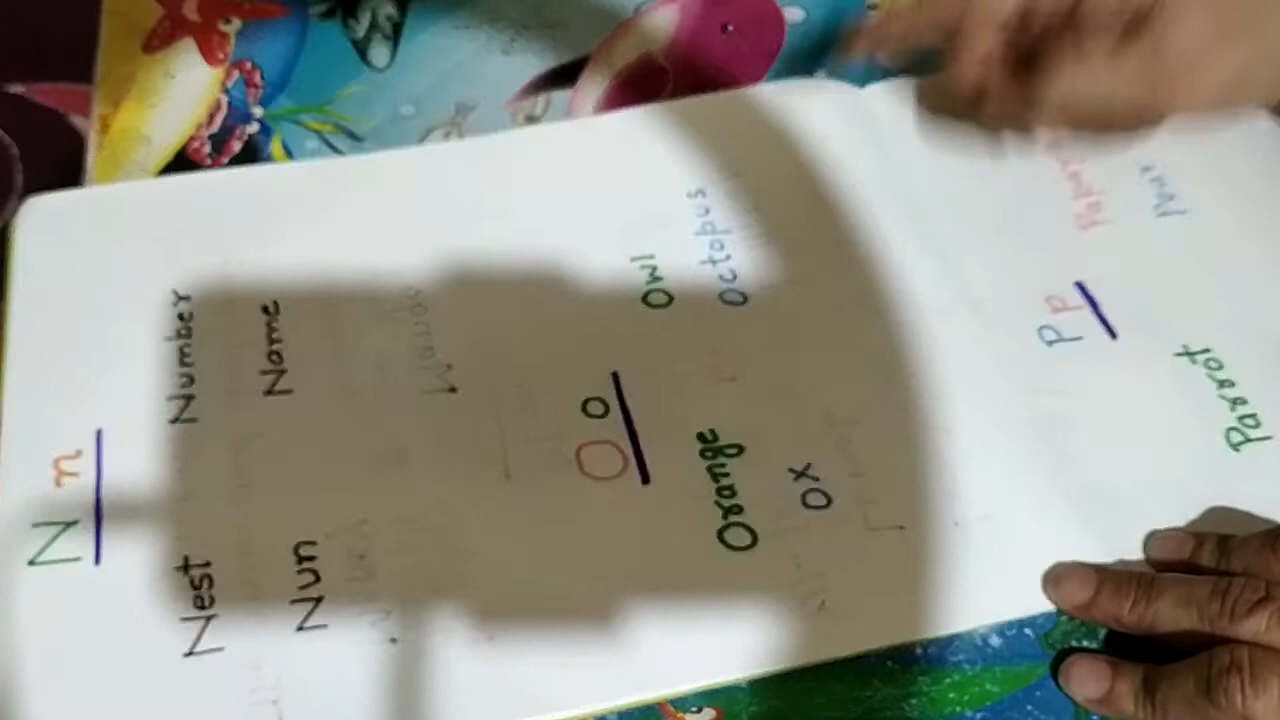 N n
Nest Number
Nun Name
O o
Orange Owl
Ox Octopus
P p
Parrot